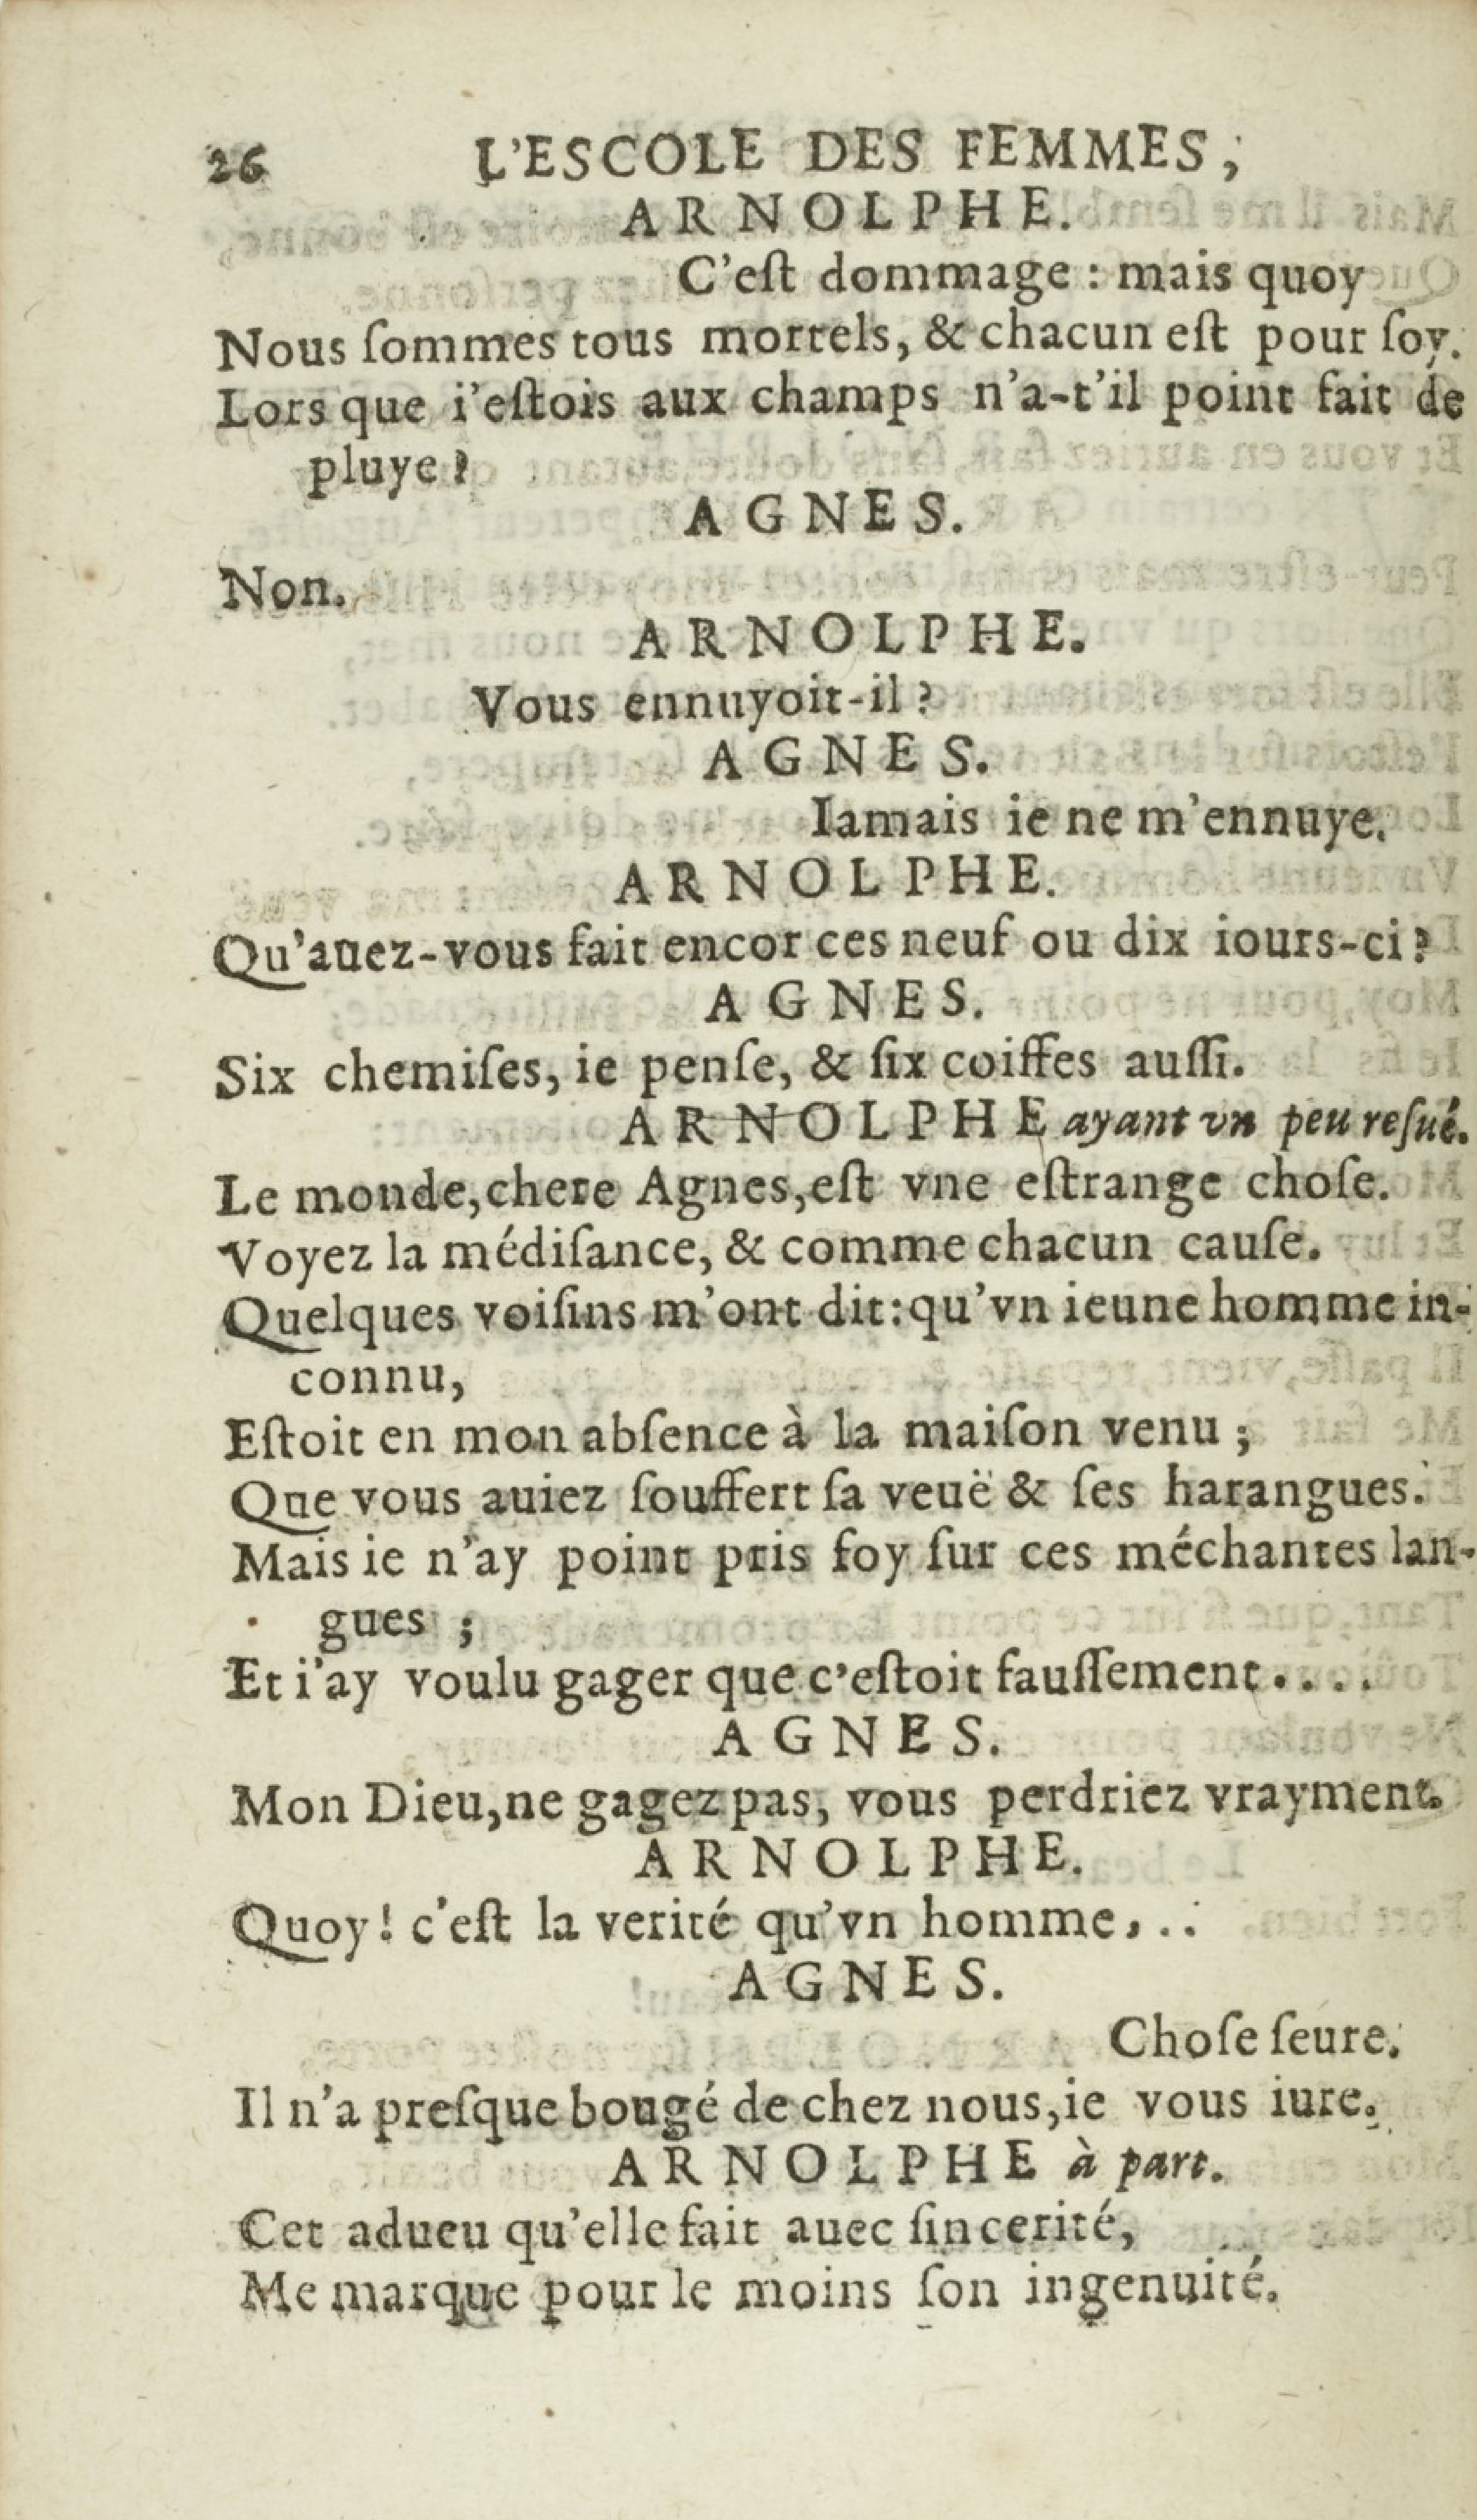 26 L'ESCOLE DES FEMMES,
ARNOLPHE.
C'eſt dommage : mais quoy
Nous ſommes tous mortels, & chacun eſt pour ſoy.
Lors que i'eſtois aux champs n'a-t'il point fait de
pluye ?
AGNES.
Non.
ARNOLPHE.
Vous ennuyoit-il ?
AGNES.
Iamais ie ne m'ennuye.
ARNOLPHE.
Qu'auez-vous fait encor ces neuf ou dix iours-ci ?
AGNES.
Six chemiſes, ie penſe, & ſix coiffes auſſi.
ARNOLPHE ayant vn peu reſué.
Le monde, chere Agnes, eſt vne eſtrange choſe.
Voyez la médiſance, & comme chacun cauſe.
Quelques voiſins m'ont dit: qu'vn ieune homme in-
connu,
Eſtoit en mon abſence à la maiſon venu ;
Que vous auiez ſouffert ſa veuë & ſes harangues.
Mais ie n'ay point pris foy ſur ces méchantes lan-
gues ;
Et i'ay voulu gager que c'eſtoit fauſſement....
AGNES.
Mon Dieu, ne gagez pas, vous perdriez vrayment.
ARNOLPHE.
Quoy! c'eſt la verité qu'vn homme...
AGNES.
Choſe ſeure.
Il n'a preſque bougé de chez nous, ie vous iure.
ARNOLPHE à part.
Cet adueu qu'elle fait auec ſincerité,
Me marque pour le moins ſon ingenuité.